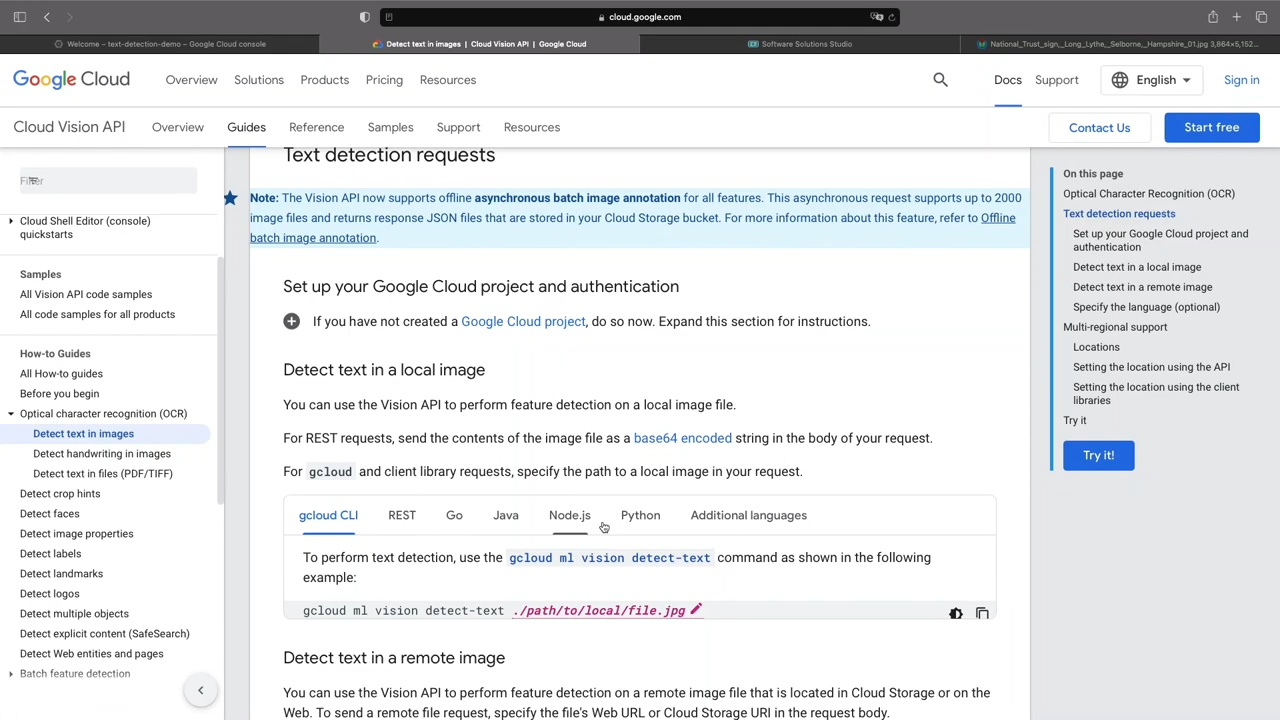 cloud.google.com
Welcome – text-detection-demo – Google Cloud console
Detect text in images | Cloud Vision API | Google Cloud
Software Solutions Studio
National_Trust_sign,_Long_Lythe,_Selborne,_Hampshire_01.jpg 3,864×5,152...
Google Cloud
Overview
Solutions
Products
Pricing
Resources
Docs
Support
English
Sign in
Cloud Vision API
Overview
Guides
Reference
Samples
Support
Resources
Contact Us
Start free
Filter
Cloud Shell Editor (console)
quickstarts
Samples
All Vision API code samples
All code samples for all products
How-to Guides
All How-to guides
Before you begin
Optical character recognition (OCR)
Detect text in images
Detect handwriting in images
Detect text in files (PDF/TIFF)
Detect crop hints
Detect faces
Detect image properties
Detect labels
Detect landmarks
Detect logos
Detect multiple objects
Detect explicit content (SafeSearch)
Detect Web entities and pages
Batch feature detection
Text detection requests
Note: The Vision API now supports offline asynchronous batch image annotation for all features. This asynchronous request supports up to 2000
image files and returns response JSON files that are stored in your Cloud Storage bucket. For more information about this feature, refer to Offline
batch image annotation.
Set up your Google Cloud project and authentication
If you have not created a Google Cloud project, do so now. Expand this section for instructions.
Detect text in a local image
You can use the Vision API to perform feature detection on a local image file.
For REST requests, send the contents of the image file as a base64 encoded string in the body of your request.
For gcloud and client library requests, specify the path to a local image in your request.
gcloud CLI
REST
Go
Java
Node.js
Python
Additional languages
To perform text detection, use the gcloud ml vision detect-text command as shown in the following
example:
gcloud ml vision detect-text ./path/to/local/file.jpg
Detect text in a remote image
You can use the Vision API to perform feature detection on a remote image file that is located in Cloud Storage or on the
Web. To send a remote file request, specify the file's Web URL or Cloud Storage URI in the request body.
On this page
Optical Character Recognition (OCR)
Text detection requests
Set up your Google Cloud project and
authentication
Detect text in a local image
Detect text in a remote image
Specify the language (optional)
Multi-regional support
Locations
Setting the location using the API
Setting the location using the client
libraries
Try it
Try it!